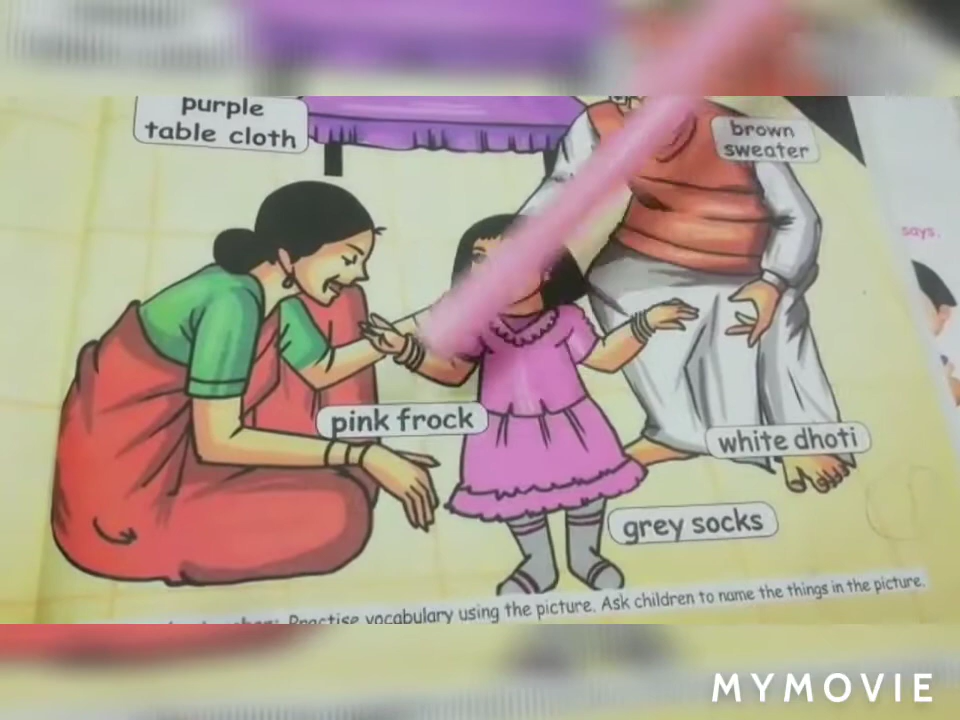 purple
table cloth
brown
sweater
says.
pink frock
white dhoti
grey socks
Practise vocabulary using the picture. Ask children to name the things in the picture.
MYMOVIE